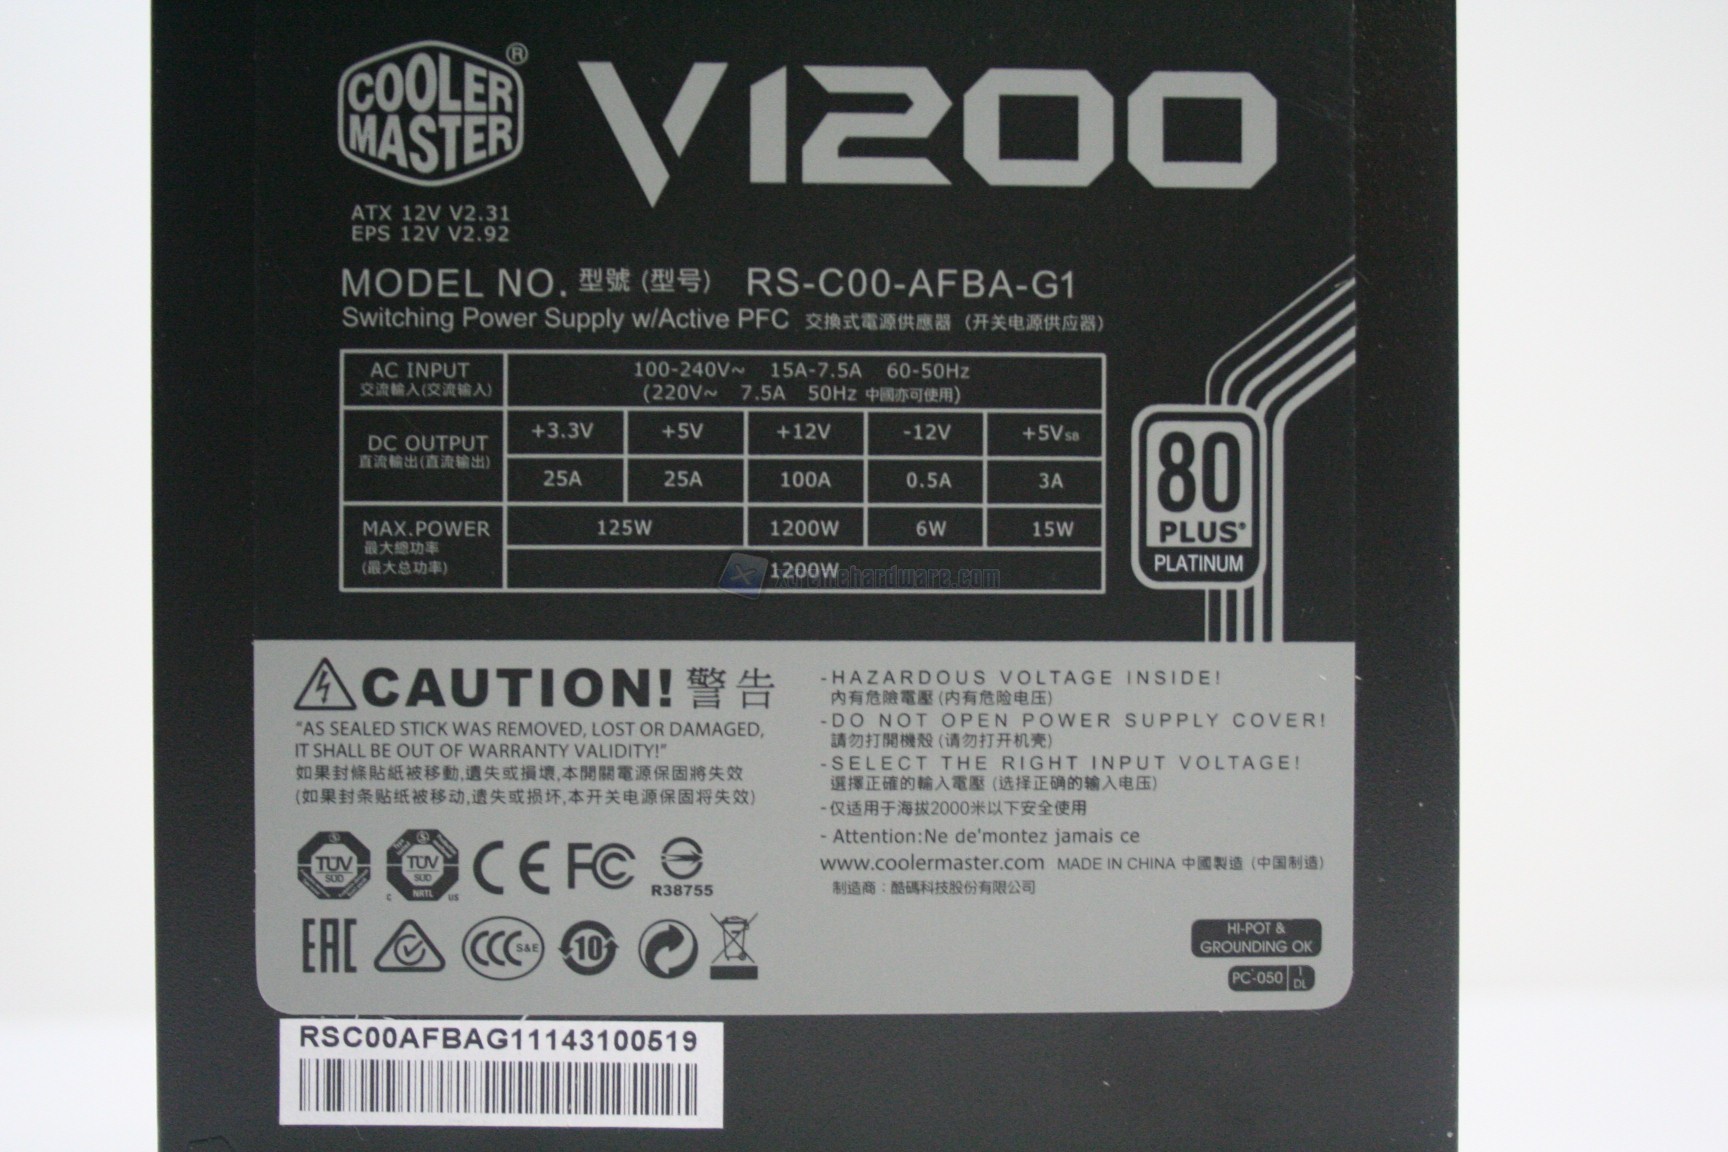 COOLER MASTER ®
V1200
ATX 12V V2.31
EPS 12V V2.92
MODEL NO. 型號 (型号) RS-C00-AFBA-G1
Switching Power Supply w/Active PFC 交換式電源供應器 (开关电源供应器)
AC INPUT
交流輸入(交流输入)
100-240V~ 15A-7.5A 60-50Hz
(220V~ 7.5A 50Hz 中國亦可使用)
DC OUTPUT
直流輸出(直流输出)
+3.3V +5V +12V -12V +5VSB
25A 25A 100A 0.5A 3A
MAX.POWER
最大總功率
(最大总功率)
125W 1200W 6W 15W
1200W
80
PLUS®
PLATINUM
CAUTION! 警告
"AS SEALED STICK WAS REMOVED, LOST OR DAMAGED,
IT SHALL BE OUT OF WARRANTY VALIDITY!"
如果封條貼紙被移動,遺失或損壞,本開關電源保固將失效
(如果封条贴纸被移动,遗失或损坏,本开关电源保固将失效)
-HAZARDOUS VOLTAGE INSIDE!
內有危險電壓 (内有危险电压)
-DO NOT OPEN POWER SUPPLY COVER!
請勿打開機殼 (请勿打开机壳)
-SELECT THE RIGHT INPUT VOLTAGE!
選擇正確的輸入電壓 (选择正确的输入电压)
-仅适用于海拔2000米以下安全使用
- Attention:Ne de'montez jamais ce
www.coolermaster.com MADE IN CHINA 中國製造 (中国制造)
制造商：酷碼科技股份有限公司
TÜV SÜD
TÜV SÜD NRTL C US
CE FC
R38755
EAC
CCC S&E
10
HI-POT &
GROUNDING OK
PC-050 1 DL
RSC00AFBAG11143100519